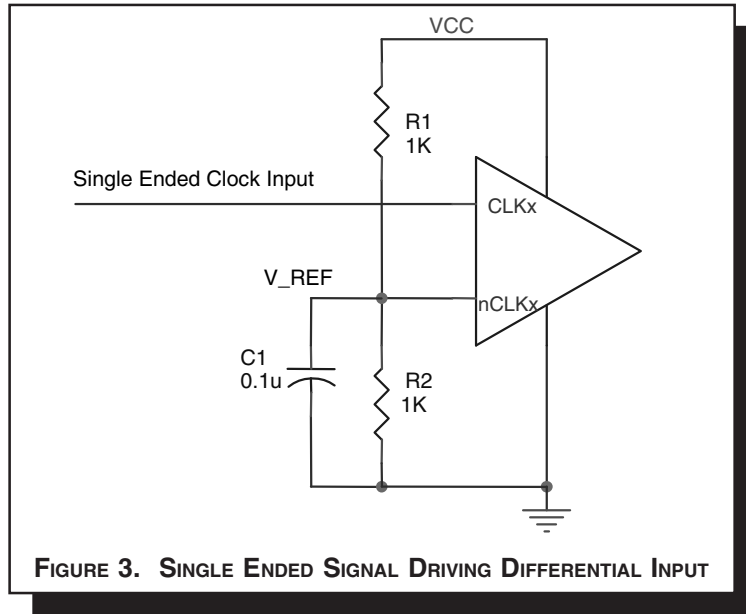 VCC
R1
1K
Single Ended Clock Input
CLKx
V_REF
nCLKx
C1
0.1u
R2
1K
FIGURE 3. SINGLE ENDED SIGNAL DRIVING DIFFERENTIAL INPUT